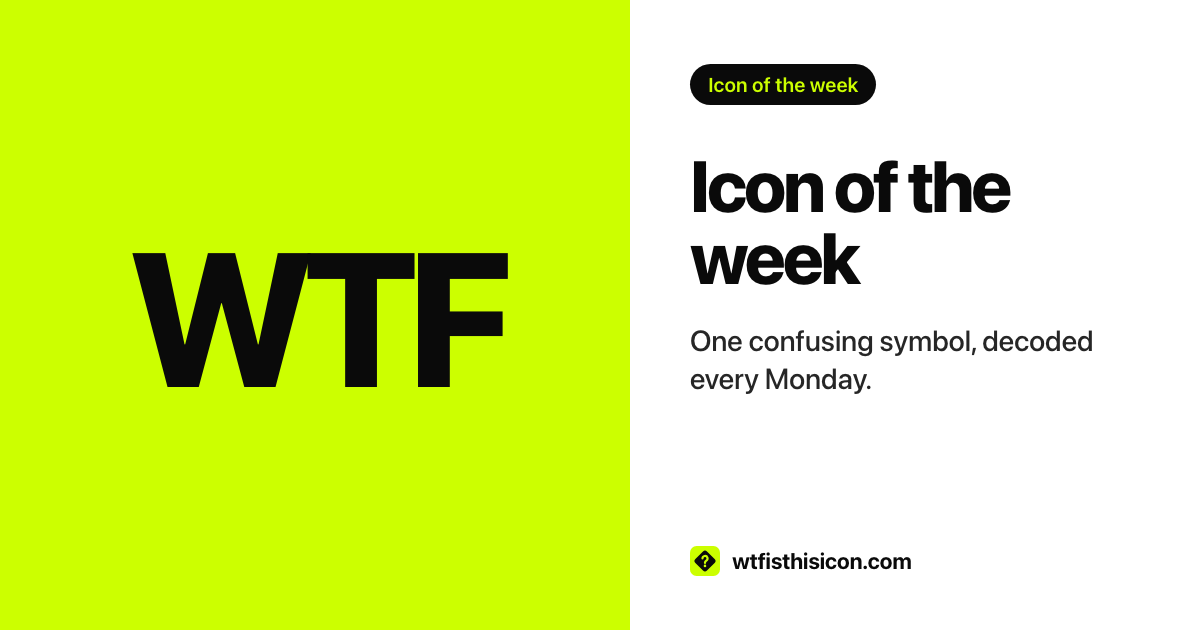 WTF
Icon of the week
Icon of the
week
One confusing symbol, decoded
every Monday.
?
wtfisthisicon.com